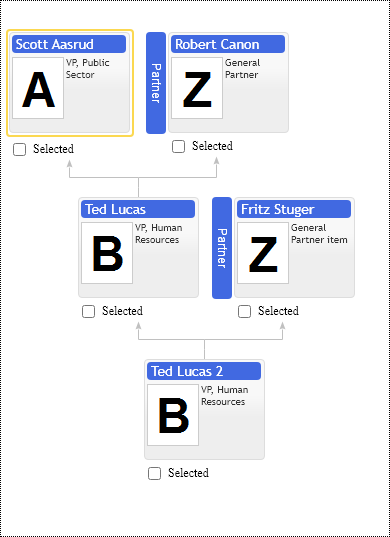 Scott Aasrud
A
VP, Public
Sector
Selected
Partner
Robert Canon
Z
General
Partner
Selected
Ted Lucas
B
VP, Human
Resources
Selected
Partner
Fritz Stuger
Z
General
Partner item
Selected
Ted Lucas 2
B
VP, Human
Resources
Selected